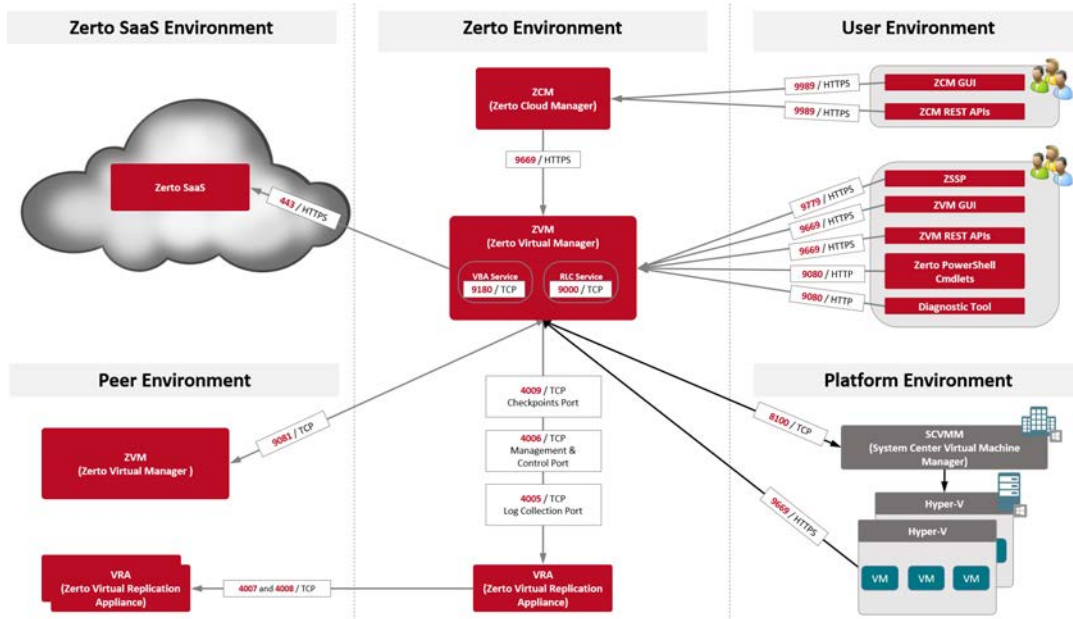 Zerto SaaS Environment
Zerto Environment
User Environment
ZCM
(Zerto Cloud Manager)
9989 / HTTPS
ZCM GUI
9989 / HTTPS
ZCM REST APIs
9669 / HTTPS
Zerto SaaS
443 / HTTPS
ZVM
(Zerto Virtual Manager)
VBA Service
9180 / TCP
RLC Service
9000 / TCP
9779 / HTTPS
ZSSP
9669 / HTTPS
ZVM GUI
9669 / HTTPS
ZVM REST APIs
9080 / HTTP
Zerto PowerShell
Cmdlets
9080 / HTTP
Diagnostic Tool
Peer Environment
Platform Environment
9081 / TCP
ZVM
(Zerto Virtual Manager )
4009 / TCP
Checkpoints Port
4006 / TCP
Management &
Control Port
4005 / TCP
Log Collection Port
8100 / TCP
SCVMM
(System Center Virtual Machine
Manager)
9669 / HTTPS
Hyper-V
Hyper-V
VM
VM
VM
VRA
(Zerto Virtual Replication
Appliance)
4007 and 4008 / TCP
VRA
(Zerto Virtual Replication
Appliance)